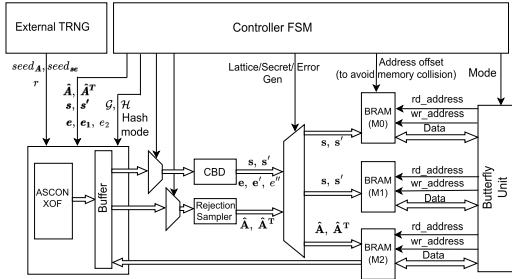 External TRNG
Controller FSM
seed_A, seed_se
r
Â, Â^T
s, s′
e, e₁, e₂
𝒢, ℋ
Hash
mode
Lattice/Secret/ Error
Gen
Address offset
(to avoid memory collision)
Mode
ASCON
XOF
Buffer
CBD
s, s′
e, e′, e″
Rejection
Sampler
Â, Â^T
s, s′
s, s′
Â, Â^T
BRAM
(M0)
rd_address
wr_address
Data
BRAM
(M1)
rd_address
wr_address
Data
BRAM
(M2)
rd_address
wr_address
Data
Butterfly
Unit